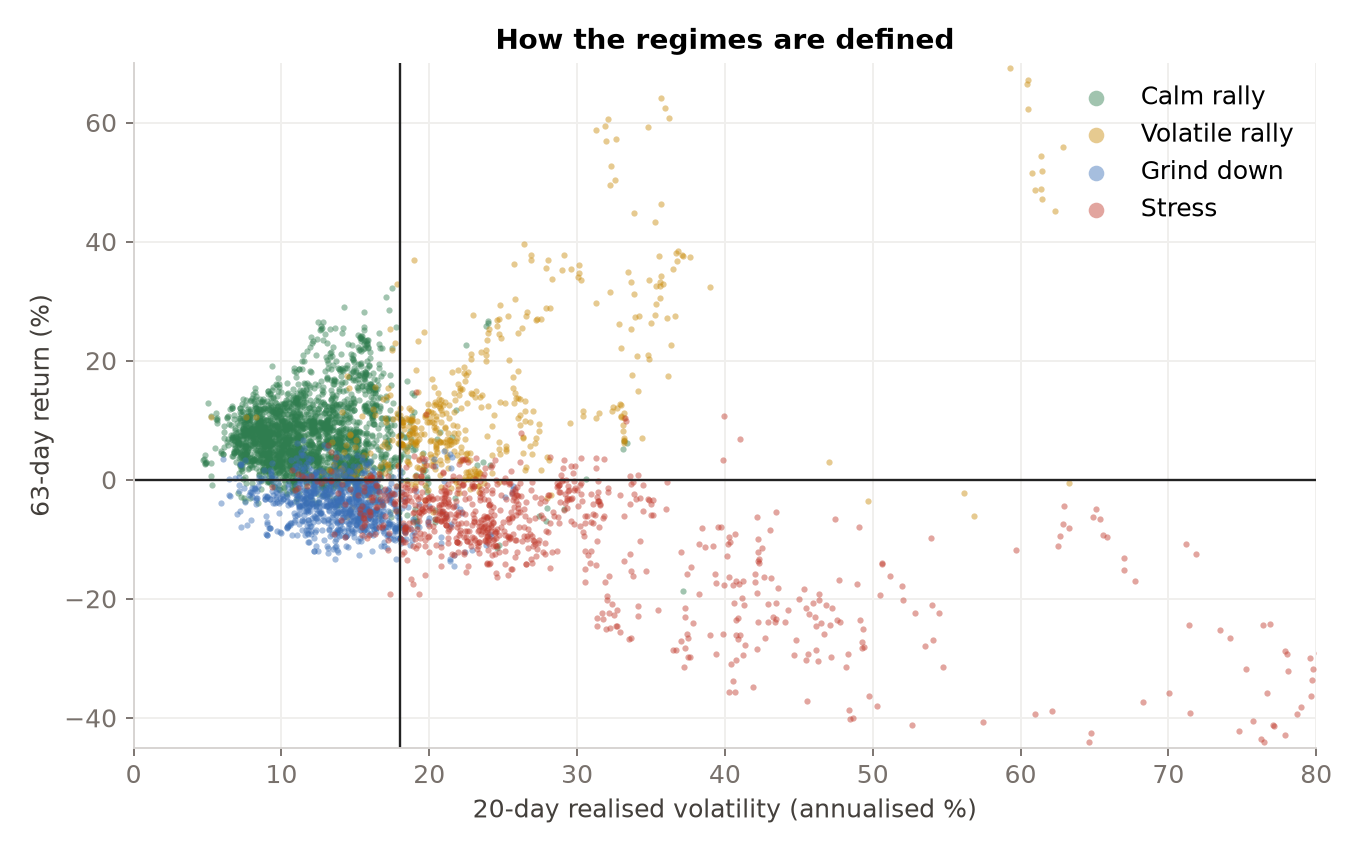 How the regimes are defined
Calm rally
Volatile rally
Grind down
Stress
63-day return (%)
60
40
20
0
−20
−40
0 10 20 30 40 50 60 70 80
20-day realised volatility (annualised %)